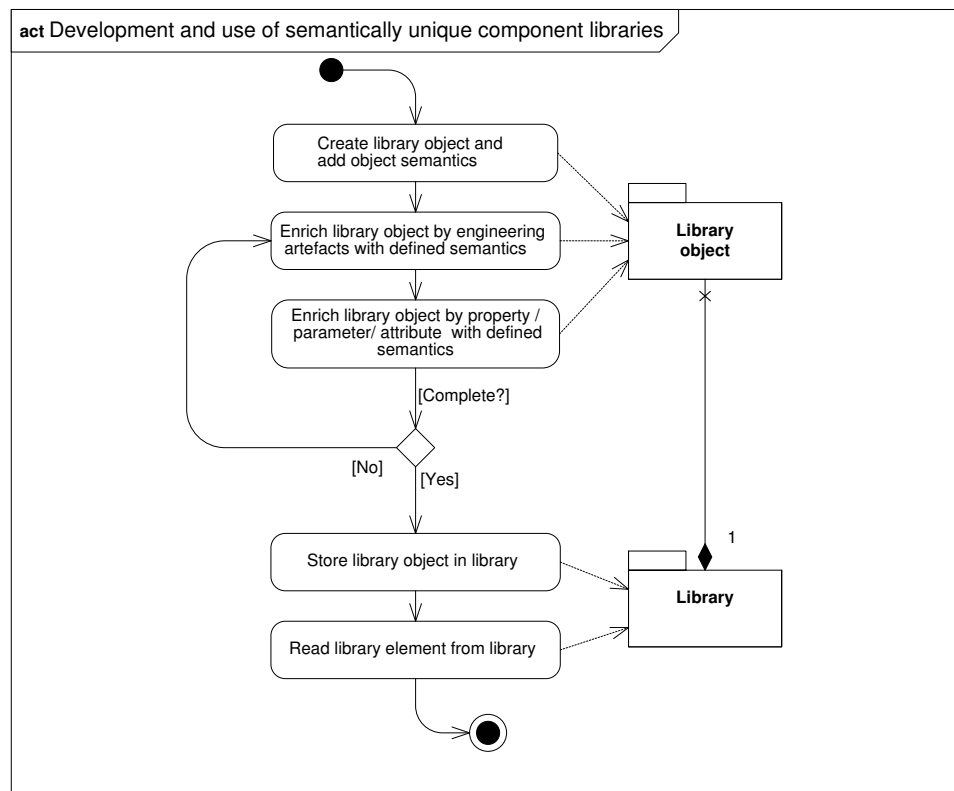 act Development and use of semantically unique component libraries
Create library object and
add object semantics
Enrich library object by engineering
artefacts with defined semantics
Library
object
Enrich library object by property /
parameter/ attribute with defined
semantics
[Complete?]
[No]
[Yes]
1
Store library object in library
Library
Read library element from library